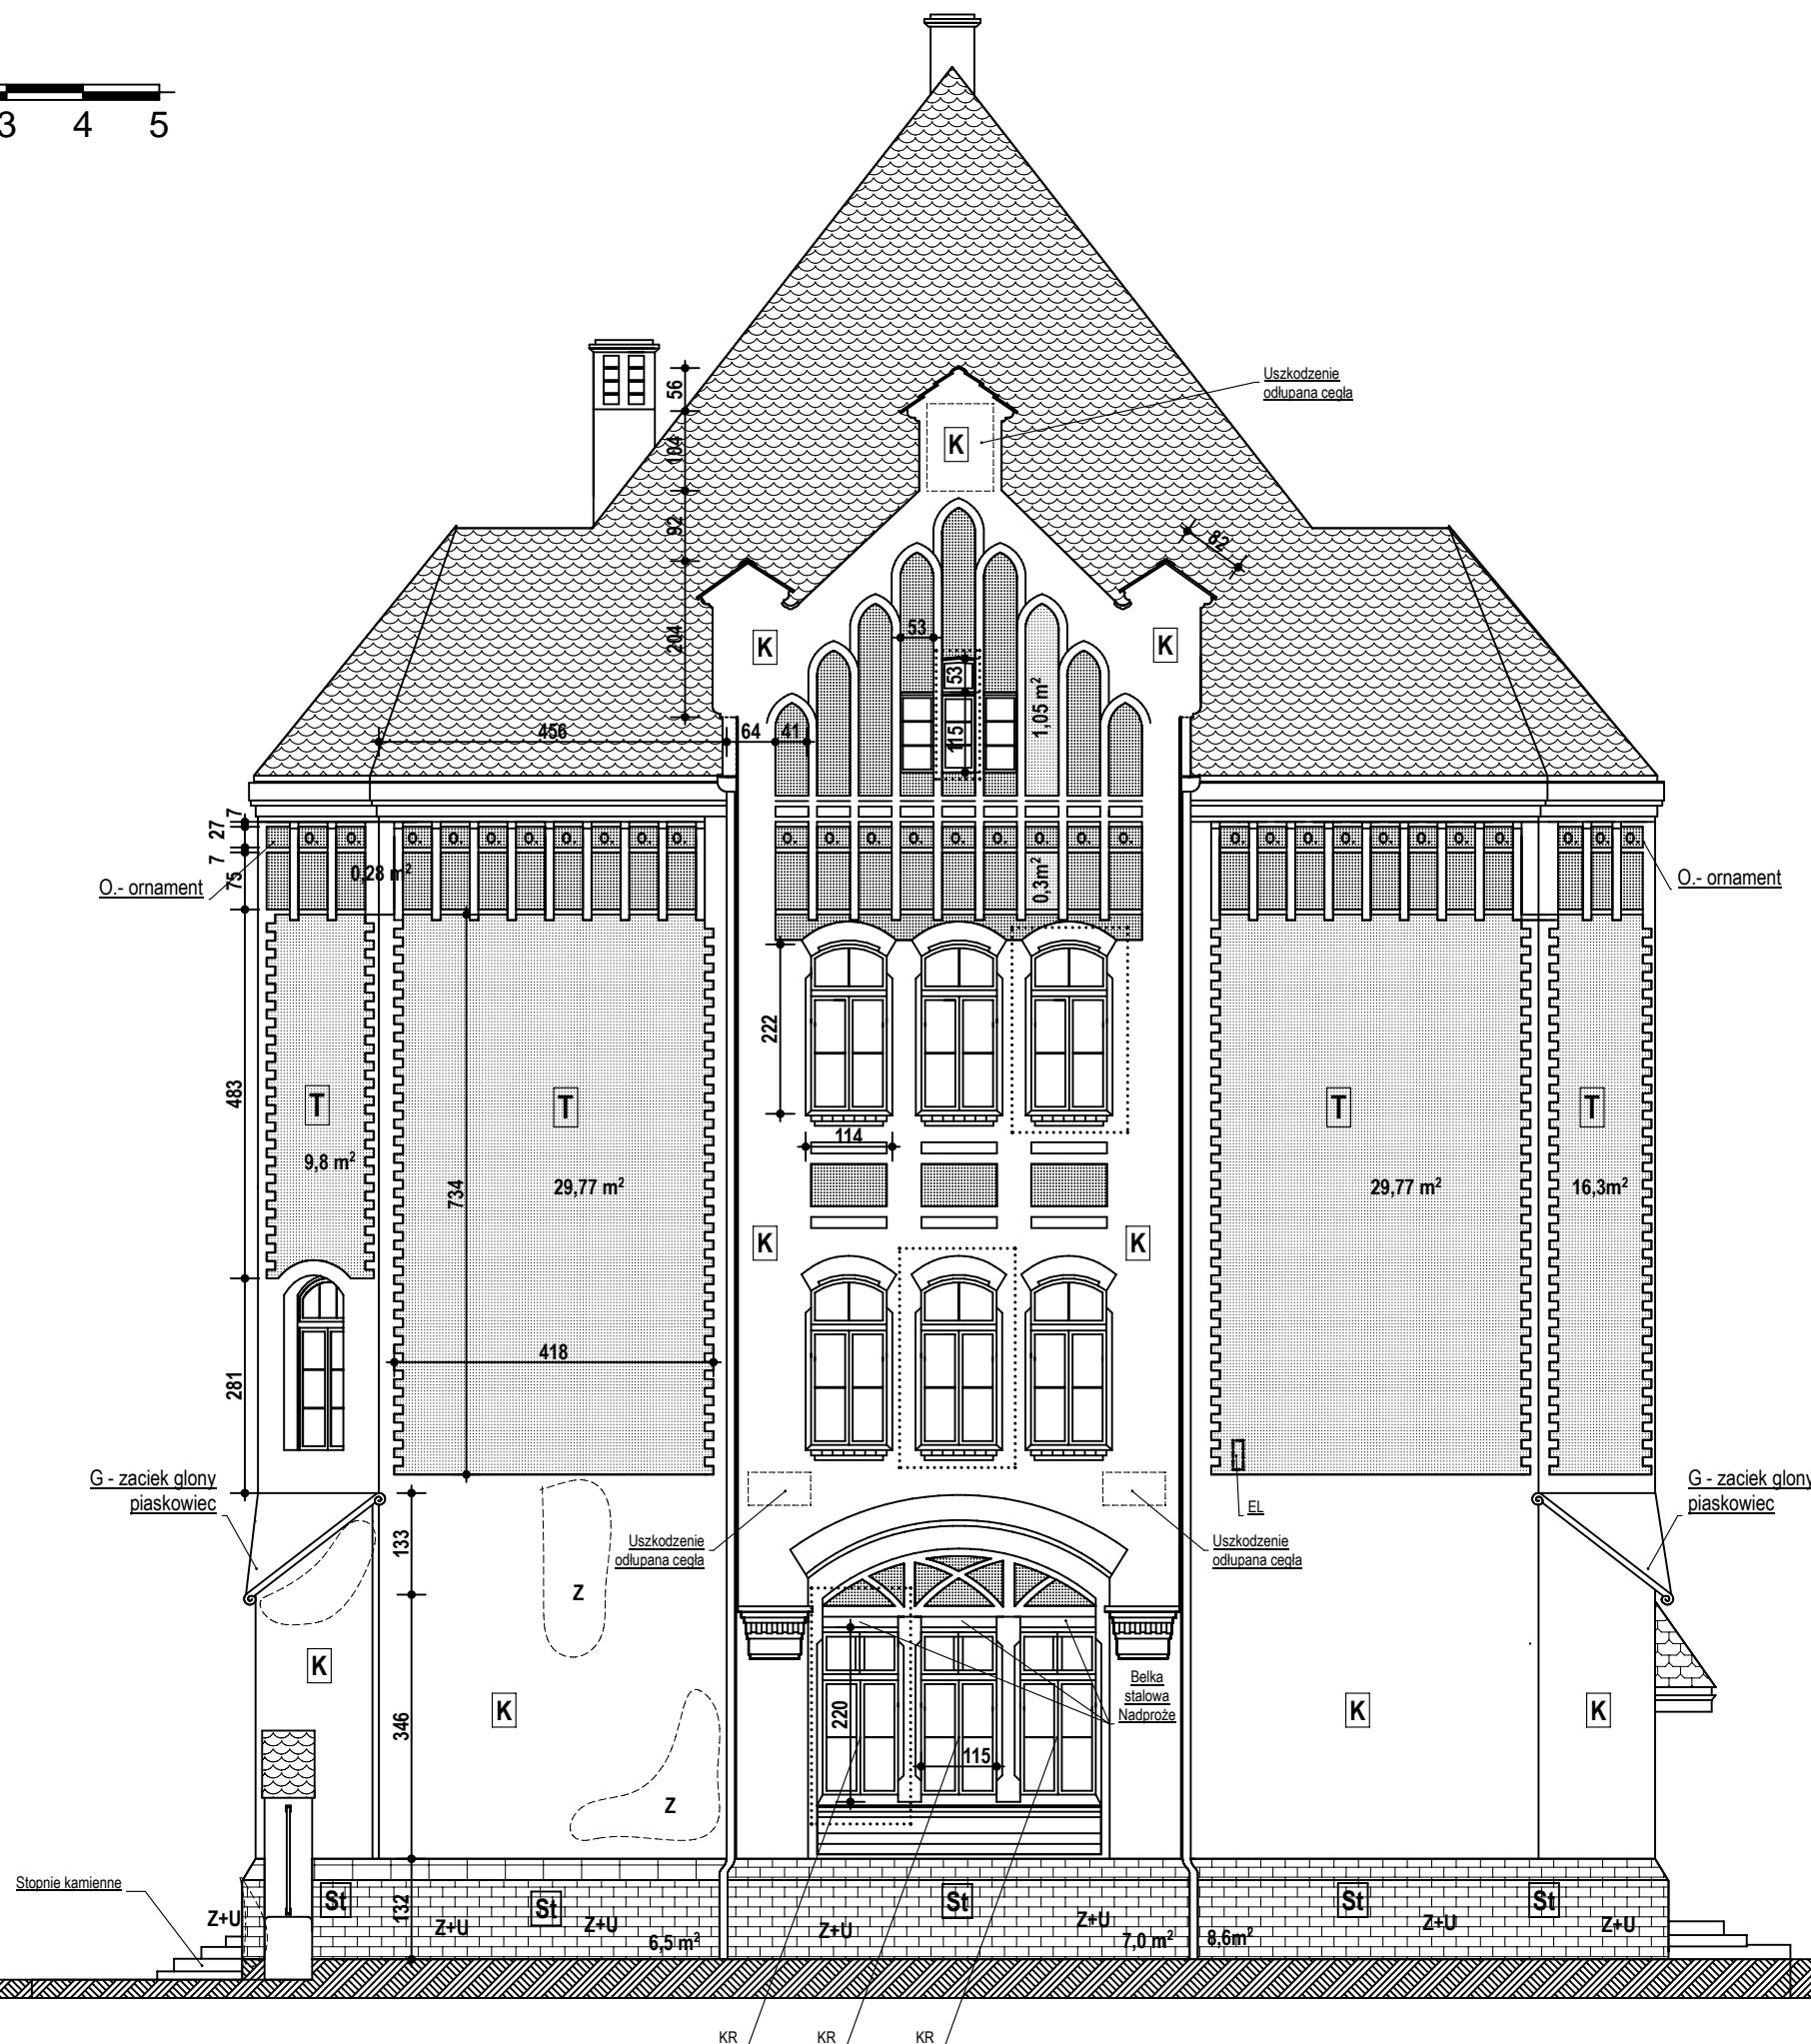 3 4 5
Uszkodzenie
odłupana cegła
56
104
92
204
82
K
K
K
53
53
115
1,05 m²
456
64
41
7
27
7
75
O. O. O. O. O. O. O. O. O. O. O. O. O. O. O. O. O. O. O. O. O. O. O. O. O. O. O. O. O. O. O.
0,28 m²
0,3m²
O.- ornament
O.- ornament
222
483
T
T
T
T
9,8 m²
114
734
29,77 m²
29,77 m²
16,3m²
K
K
418
281
G - zaciek glony
piaskowiec
G - zaciek glony
piaskowiec
EL
133
Uszkodzenie
odłupana cegła
Uszkodzenie
odłupana cegła
Z
K
K
Belka
stalowa
Nadproże
K
K
346
220
115
Z
Stopnie kamienne
132
St
St
St
St
St
Z+U
Z+U
Z+U
Z+U
Z+U
Z+U
Z+U
6,5 m²
7,0 m²
8,6m²
KR
KR
KR